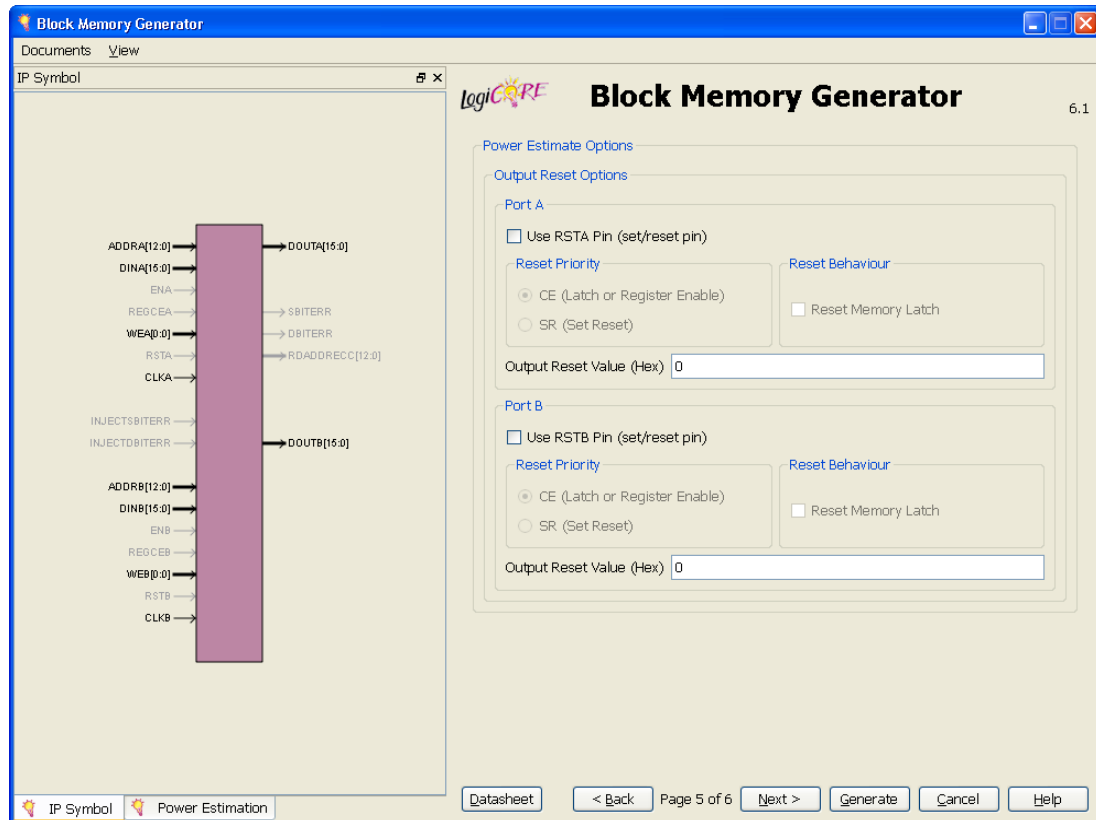 Block Memory Generator
Documents View
IP Symbol
ADDRA[12:0]
DINA[15:0]
ENA
REGCEA
WEA[0:0]
RSTA
CLKA
INJECTSBITERR
INJECTDBITERR
ADDRB[12:0]
DINB[15:0]
ENB
REGCEB
WEB[0:0]
RSTB
CLKB
DOUTA[15:0]
SBITERR
DBITERR
RDADDRECC[12:0]
DOUTB[15:0]
IP Symbol
Power Estimation
LogiCORE
Block Memory Generator
6.1
Power Estimate Options
Output Reset Options
Port A
Use RSTA Pin (set/reset pin)
Reset Priority
CE (Latch or Register Enable)
SR (Set Reset)
Reset Behaviour
Reset Memory Latch
Output Reset Value (Hex) 0
Port B
Use RSTB Pin (set/reset pin)
Reset Priority
CE (Latch or Register Enable)
SR (Set Reset)
Reset Behaviour
Reset Memory Latch
Output Reset Value (Hex) 0
Datasheet
< Back
Page 5 of 6
Next >
Generate
Cancel
Help